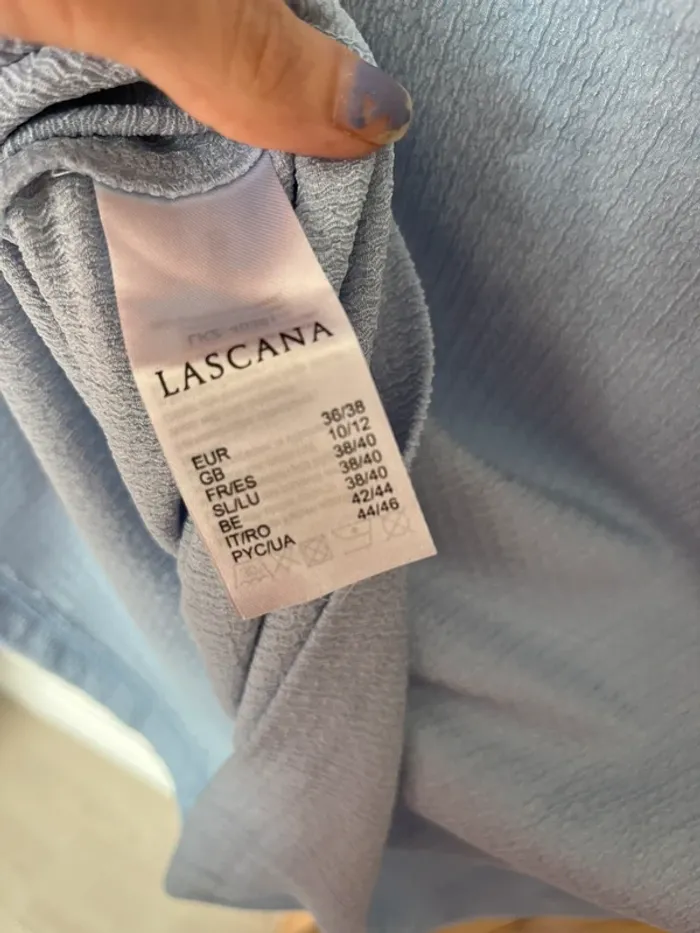 LASCANA
EUR 36/38
GB 10/12
FR/ES 38/40
SL/LU 38/40
BE 38/40
IT/RO 42/44
PYC/UA 44/46